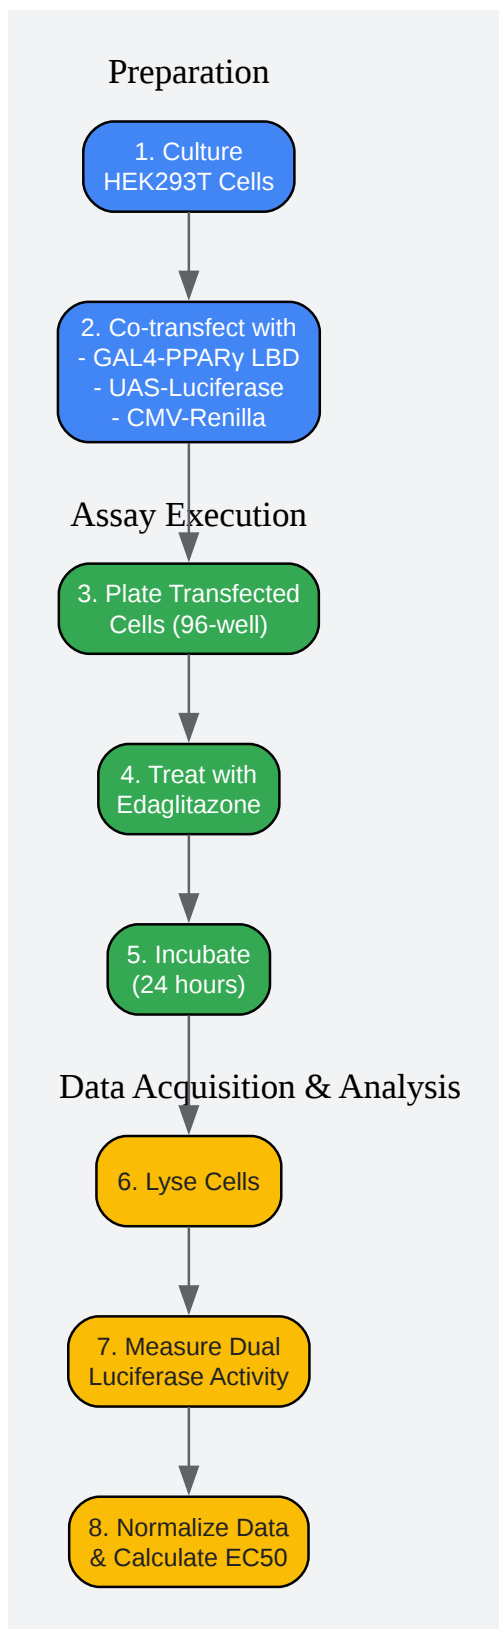 Preparation
1. Culture
HEK293T Cells
2. Co-transfect with
- GAL4-PPARγ LBD
- UAS-Luciferase
- CMV-Renilla
Assay Execution
3. Plate Transfected
Cells (96-well)
4. Treat with
Edaglitazone
5. Incubate
(24 hours)
Data Acquisition & Analysis
6. Lyse Cells
7. Measure Dual
Luciferase Activity
8. Normalize Data
& Calculate EC50